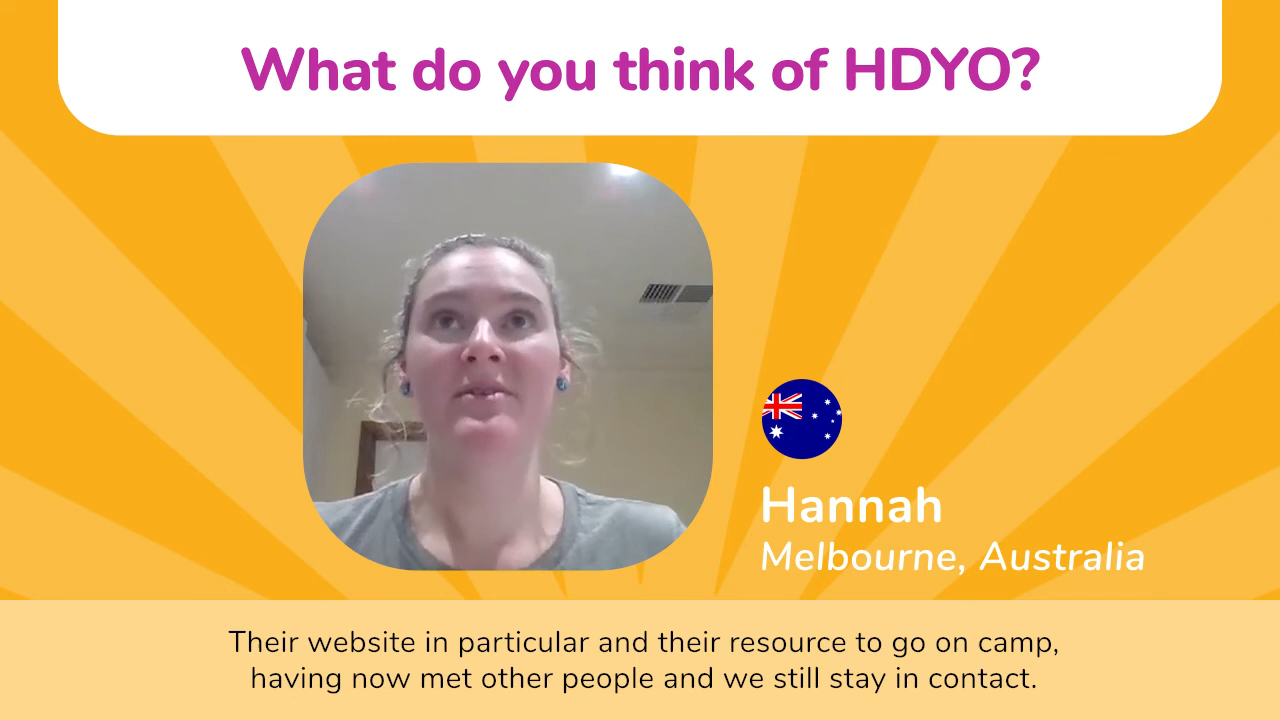 What do you think of HDYO?
Hannah
Melbourne, Australia
Their website in particular and their resource to go on camp,
having now met other people and we still stay in contact.